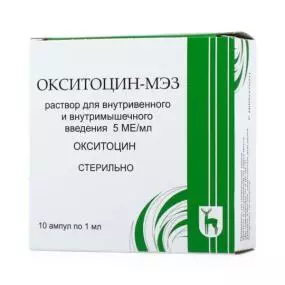 ОКСИТОЦИН-МЭЗ
раствор для внутривенного
и внутримышечного
введения 5 МЕ/мл
ОКСИТОЦИН
СТЕРИЛЬНО
10 ампул по 1 мл